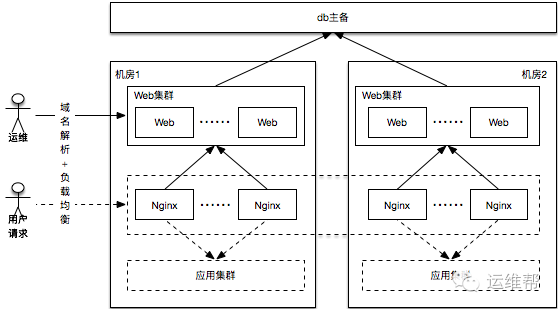 db主备
机房1
机房2
Web集群
Web集群
Web ······ Web
Web ······ Web
运维
域名解析+负载均衡
用户
请求
Nginx ······ Nginx
Nginx ······ Nginx
应用集群
应用集
运维帮